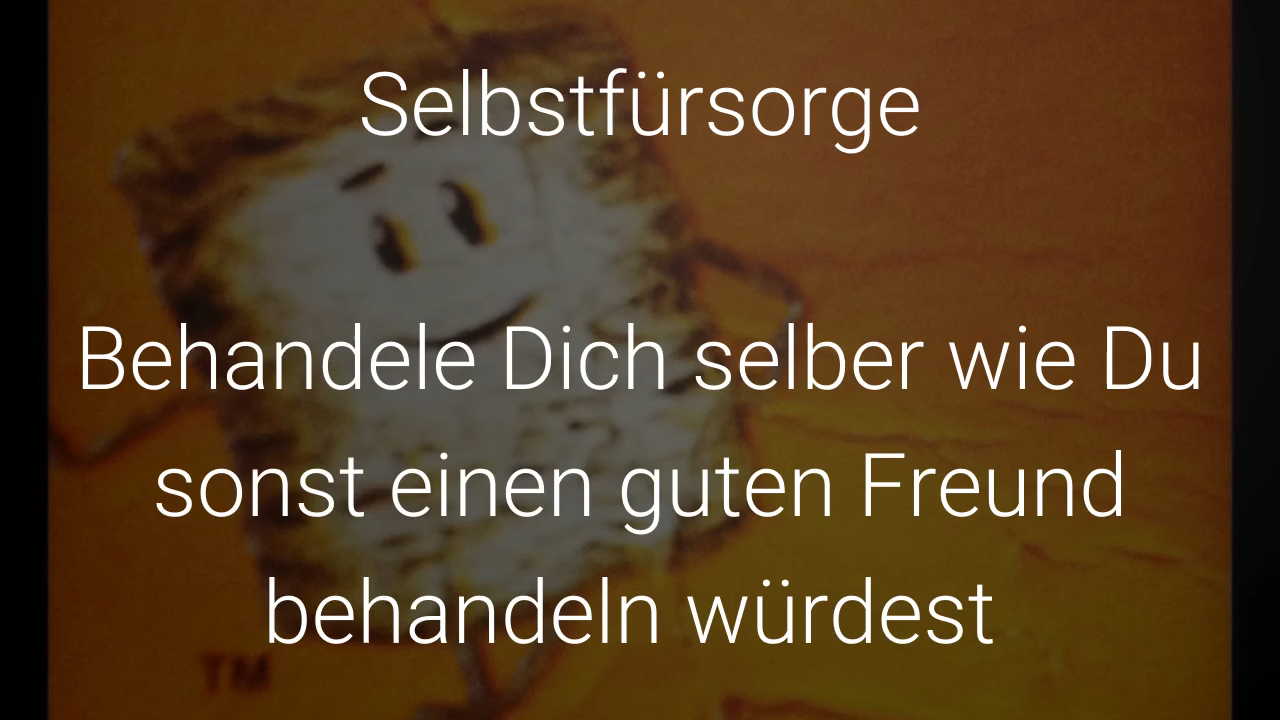 Selbstfürsorge
Behandele Dich selber wie Du
sonst einen guten Freund
behandeln würdest
TM